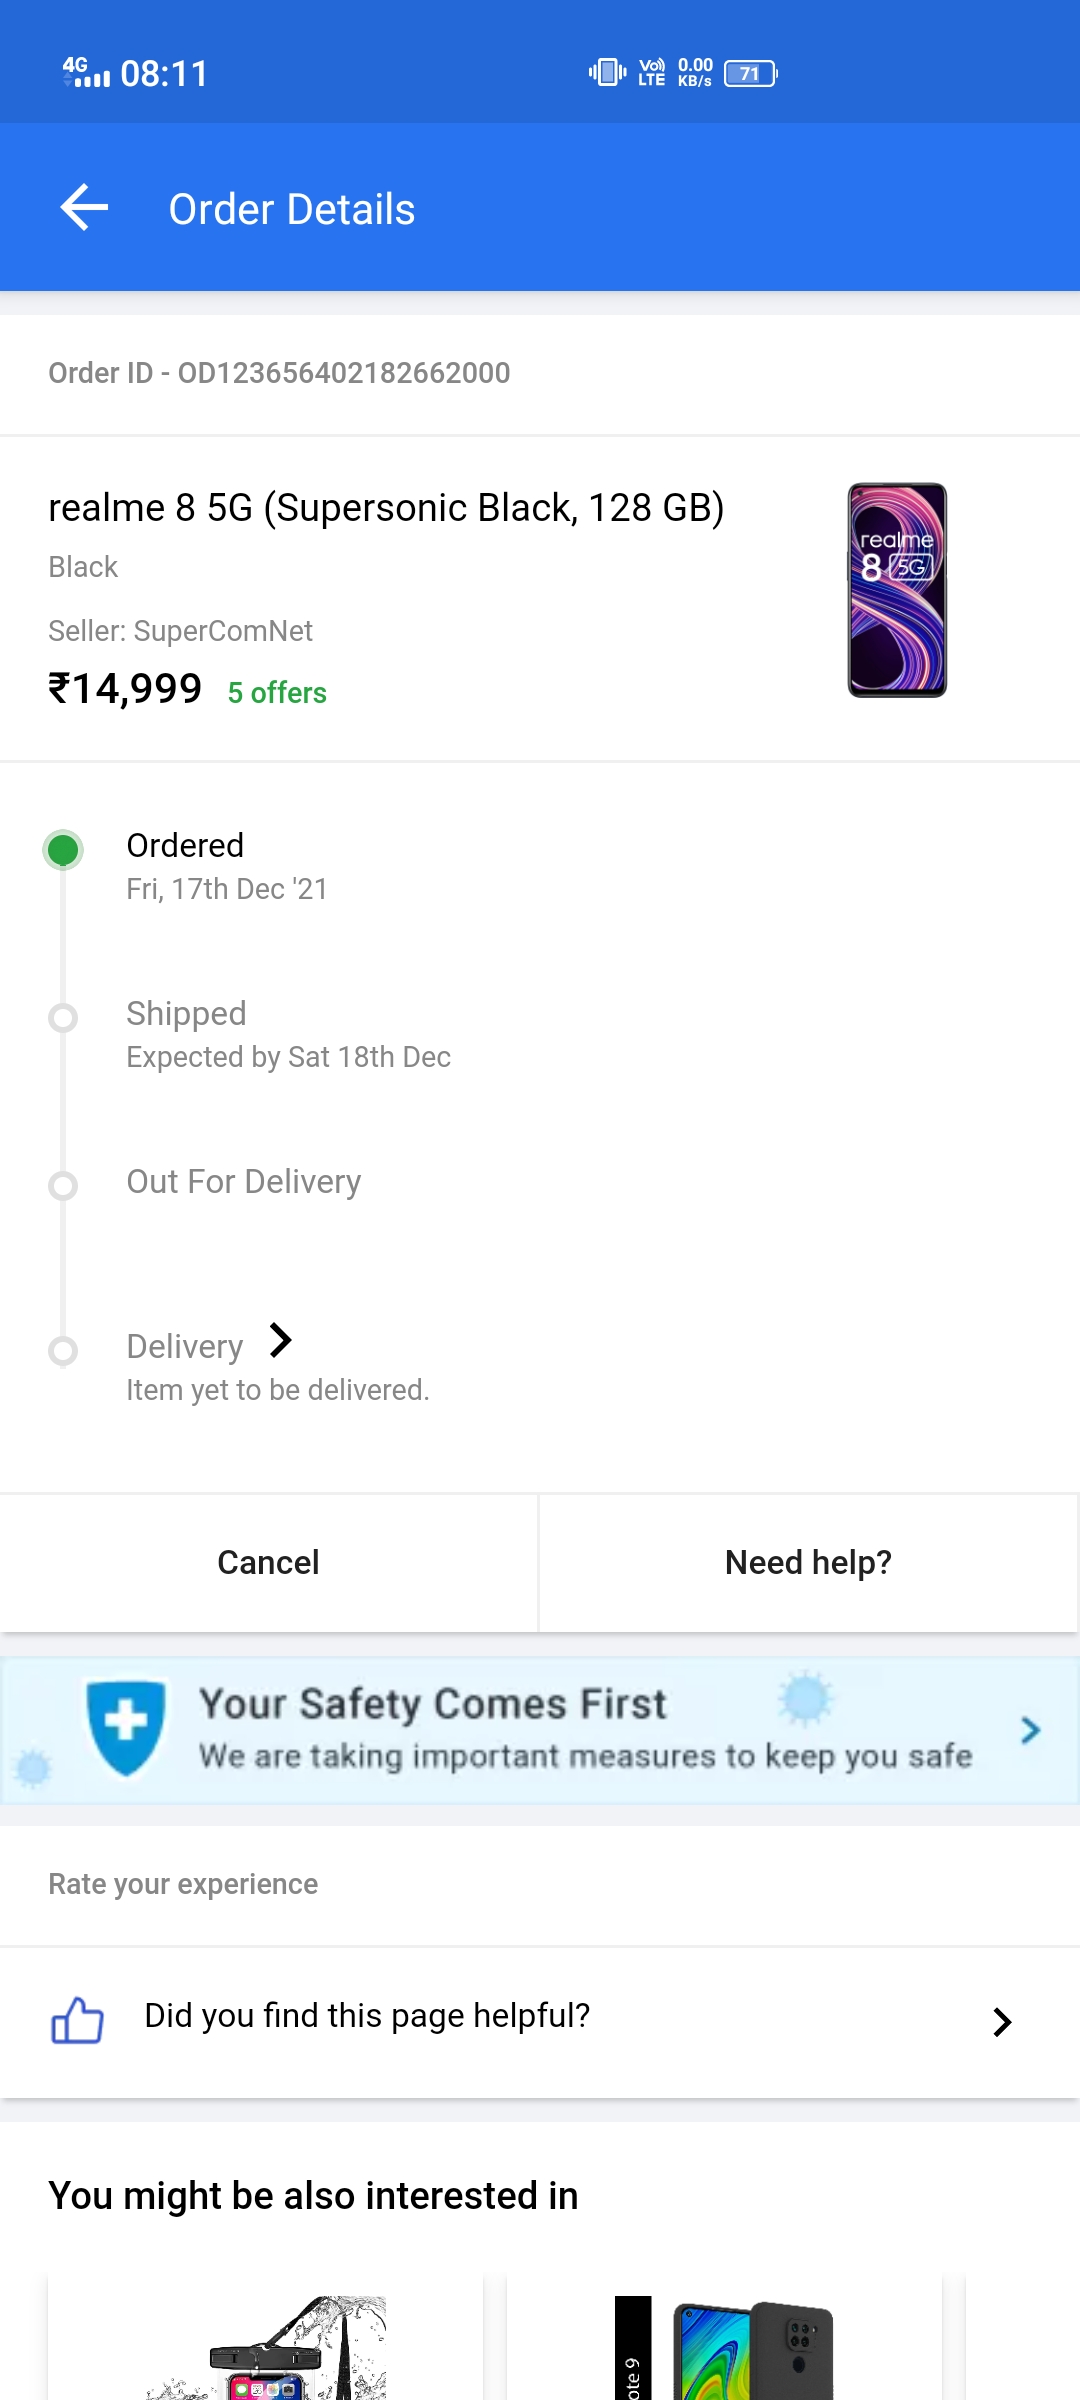 4G 08:11 Vo) LTE 0.00 KB/s 71
Order Details
Order ID - OD123656402182662000
realme 8 5G (Supersonic Black, 128 GB)
Black
Seller: SuperComNet
₹14,999 5 offers
realme
8 5G
Ordered
Fri, 17th Dec '21
Shipped
Expected by Sat 18th Dec
Out For Delivery
Delivery
Item yet to be delivered.
Cancel
Need help?
Your Safety Comes First
We are taking important measures to keep you safe
Rate your experience
Did you find this page helpful?
You might be also interested in
ote 9